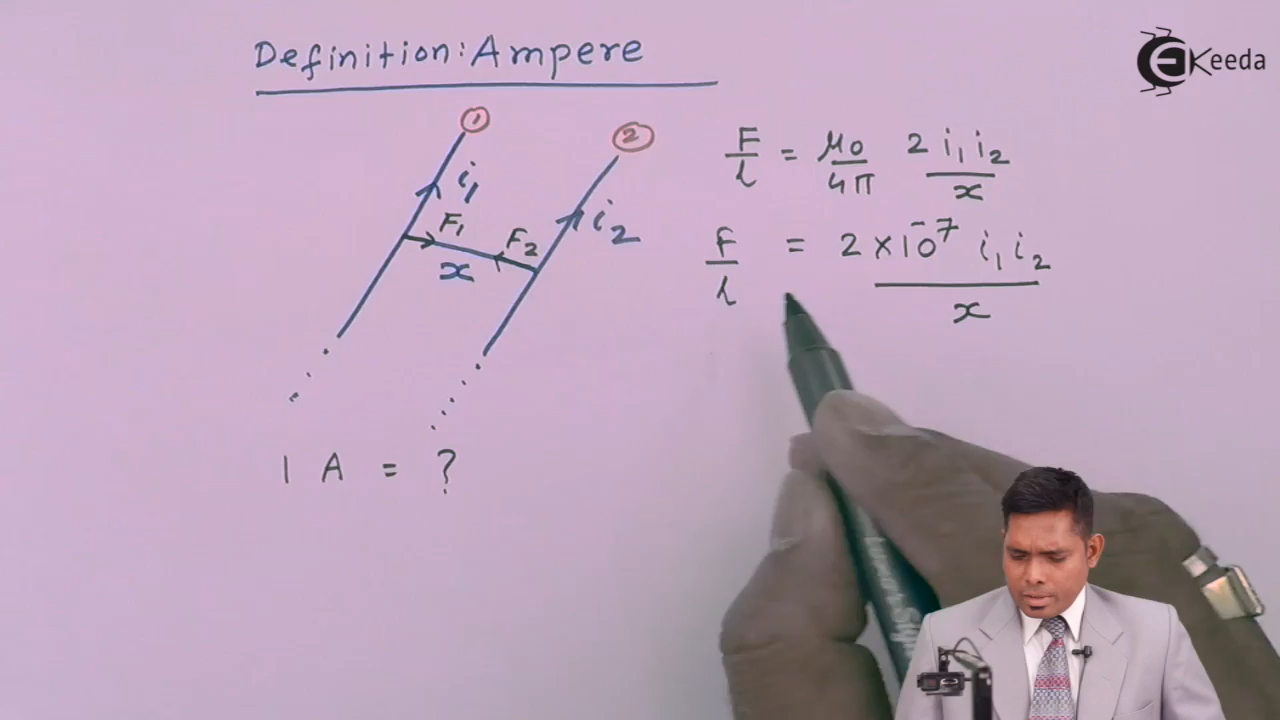 Definition: Ampere
Keeda
1
2
i₁
i₂
F₁
F₂
x
F/l = μ₀/4π 2 i₁ i₂/x
F/l = 2 × 10⁻⁷ i₁ i₂/x
1 A = ?